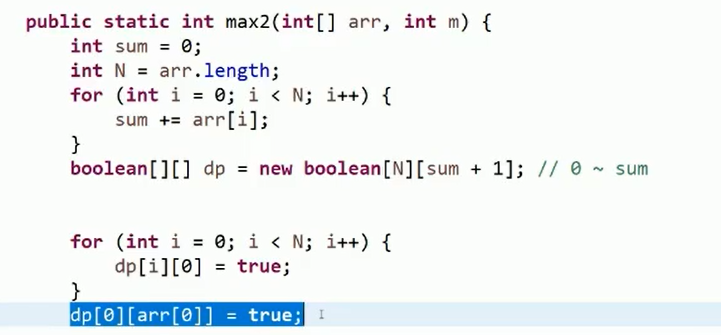 public static int max2(int[] arr, int m) {
int sum = 0;
int N = arr.length;
for (int i = 0; i < N; i++) {
sum += arr[i];
}
boolean[][] dp = new boolean[N][sum + 1]; // 0 ~ sum
for (int i = 0; i < N; i++) {
dp[i][0] = true;
}
dp[0][arr[0]] = true;